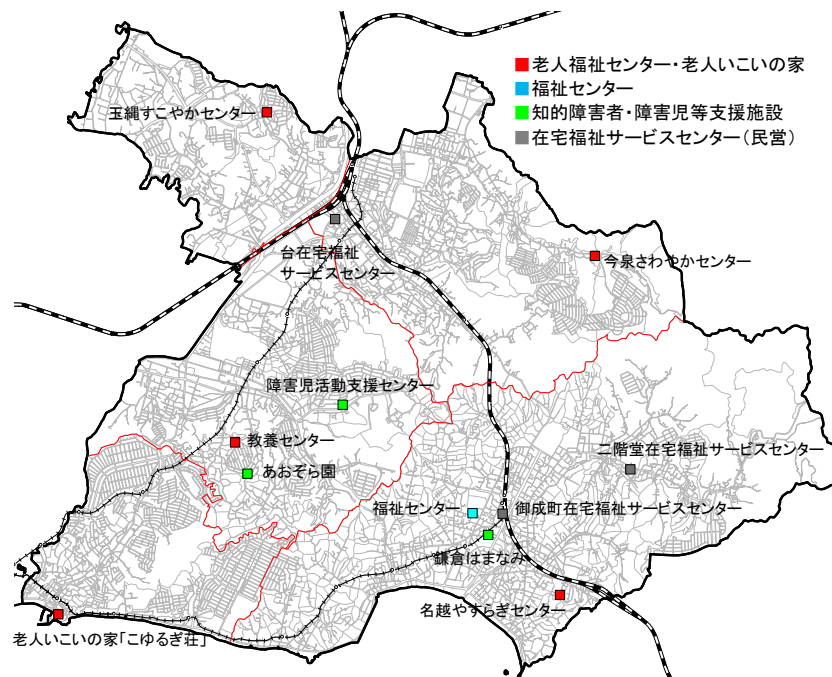 老人福祉センター・老人いこいの家
福祉センター
知的障害者・障害児等支援施設
在宅福祉サービスセンター(民営)
玉縄すこやかセンター
台在宅福祉
サービスセンター
今泉さわやかセンター
障害児活動支援センター
教養センター
あおぞら園
二階堂在宅福祉サービスセンター
福祉センター
御成町在宅福祉サービスセンター
鎌倉はまなみ
名越やすらぎセンター
老人いこいの家「こゆるぎ荘」